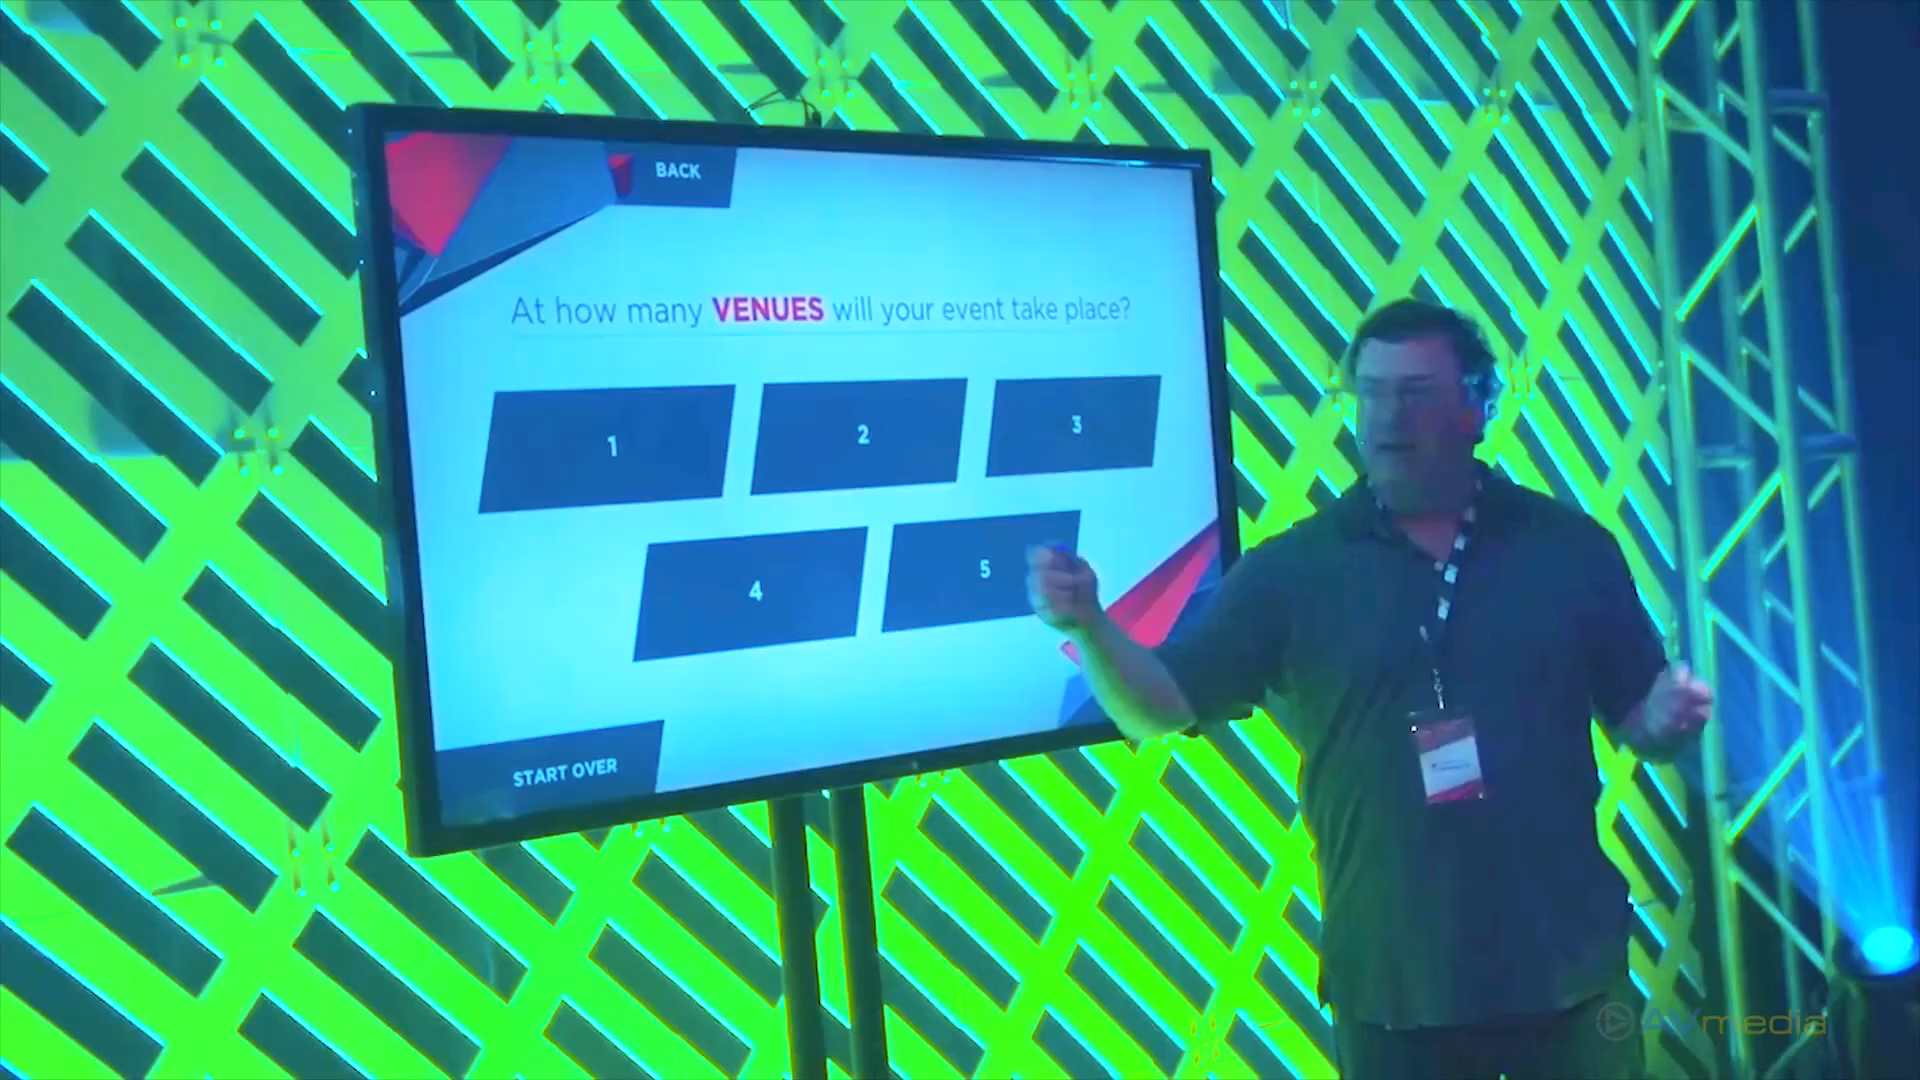 BACK
At how many VENUES will your event take place?
1
2
3
4
5
START OVER
AVmedia